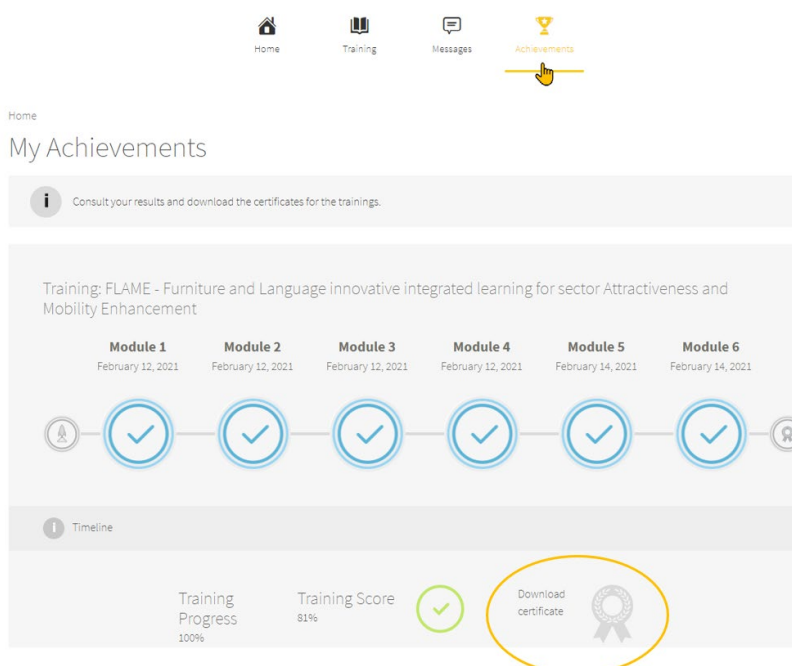 Home
Training
Messages
Achievements
Home
My Achievements
i
Consult your results and download the certificates for the trainings.
Training: FLAME - Furniture and Language innovative integrated learning for sector Attractiveness and
Mobility Enhancement
Module 1
Module 2
Module 3
Module 4
Module 5
Module 6
February 12, 2021
February 12, 2021
February 12, 2021
February 12, 2021
February 14, 2021
February 14, 2021
i
Timeline
Training
Progress
100%
Training Score
81%
Download
certificate